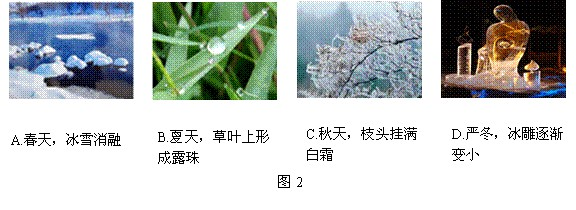 A.春天，冰雪消融
B.夏天，草叶上形
成露珠
C.秋天，枝头挂满
白霜
D.严冬，冰雕逐渐
变小
图 2